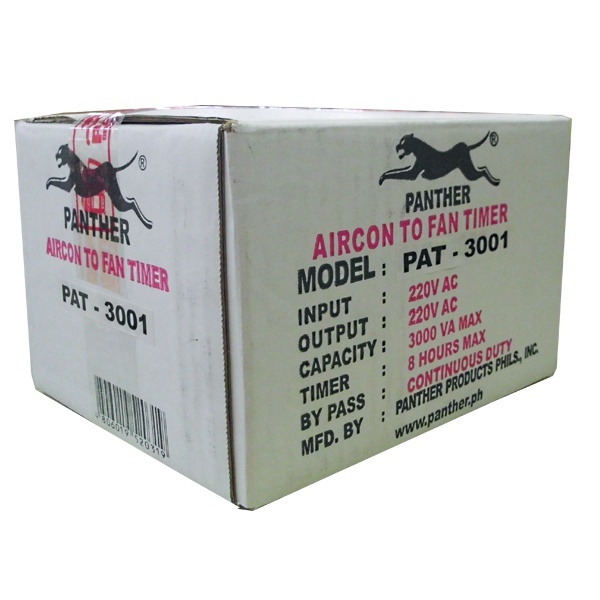 ®
PANTHER
AIRCON TO FAN TIMER
PAT - 3001
806019 520319
®
PANTHER
AIRCON TO FAN TIMER
MODEL : PAT - 3001
INPUT : 220V AC
OUTPUT : 220V AC
CAPACITY : 3000 VA MAX
TIMER : 8 HOURS MAX
BY PASS : CONTINUOUS DUTY
MFD. BY : PANTHER PRODUCTS PHILS., INC.
www.panther.ph